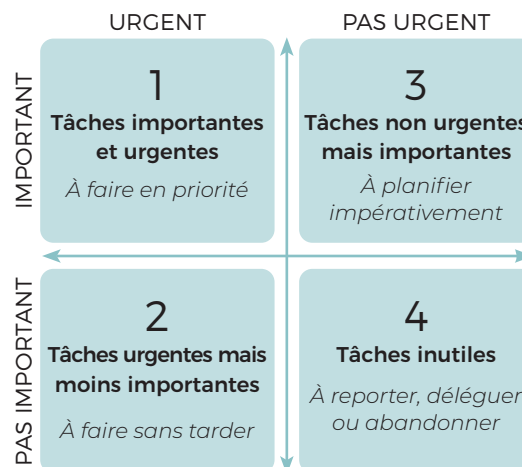 URGENT
PAS URGENT
IMPORTANT
1
Tâches importantes
et urgentes
À faire en priorité
3
Tâches non urgentes
mais importantes
À planifier
impérativement
PAS IMPORTANT
2
Tâches urgentes mais
moins importantes
À faire sans tarder
4
Tâches inutiles
À reporter, déléguer
ou abandonner